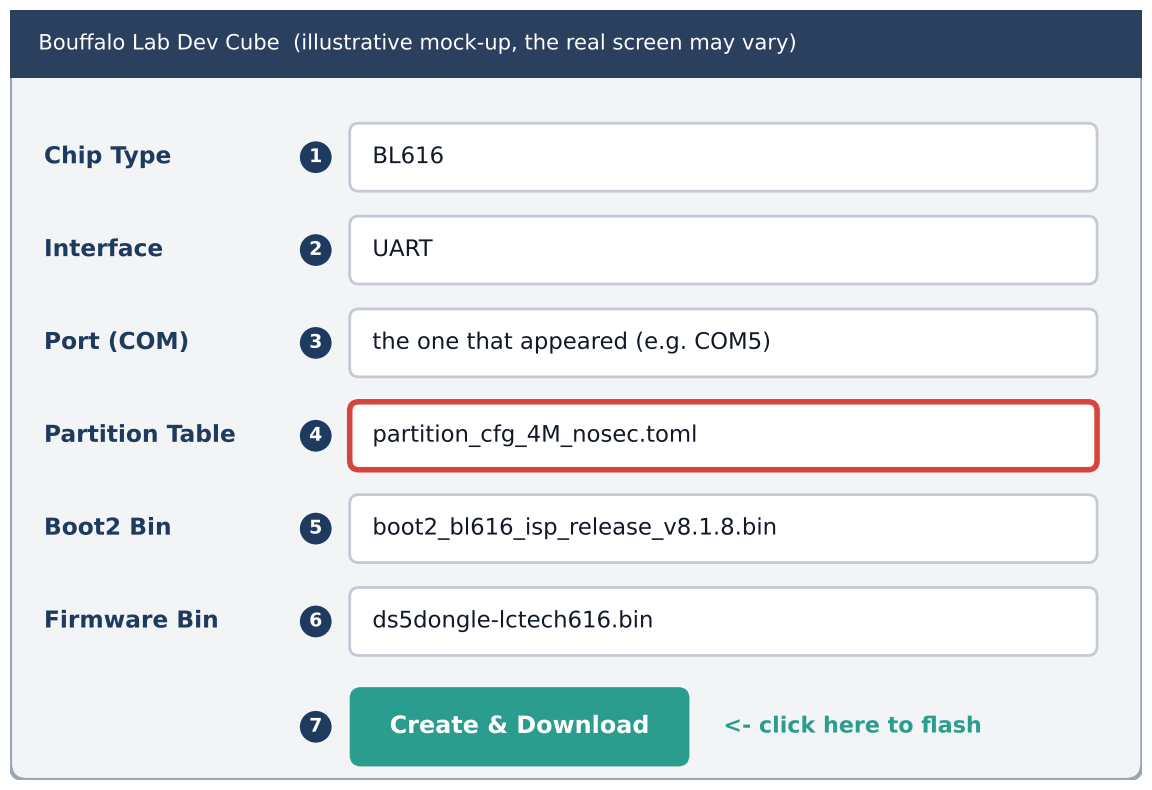 Bouffalo Lab Dev Cube  (illustrative mock-up, the real screen may vary)
Chip Type 1 BL616
Interface 2 UART
Port (COM) 3 the one that appeared (e.g. COM5)
Partition Table 4 partition_cfg_4M_nosec.toml
Boot2 Bin 5 boot2_bl616_isp_release_v8.1.8.bin
Firmware Bin 6 ds5dongle-lctech616.bin
7 Create & Download <- click here to flash